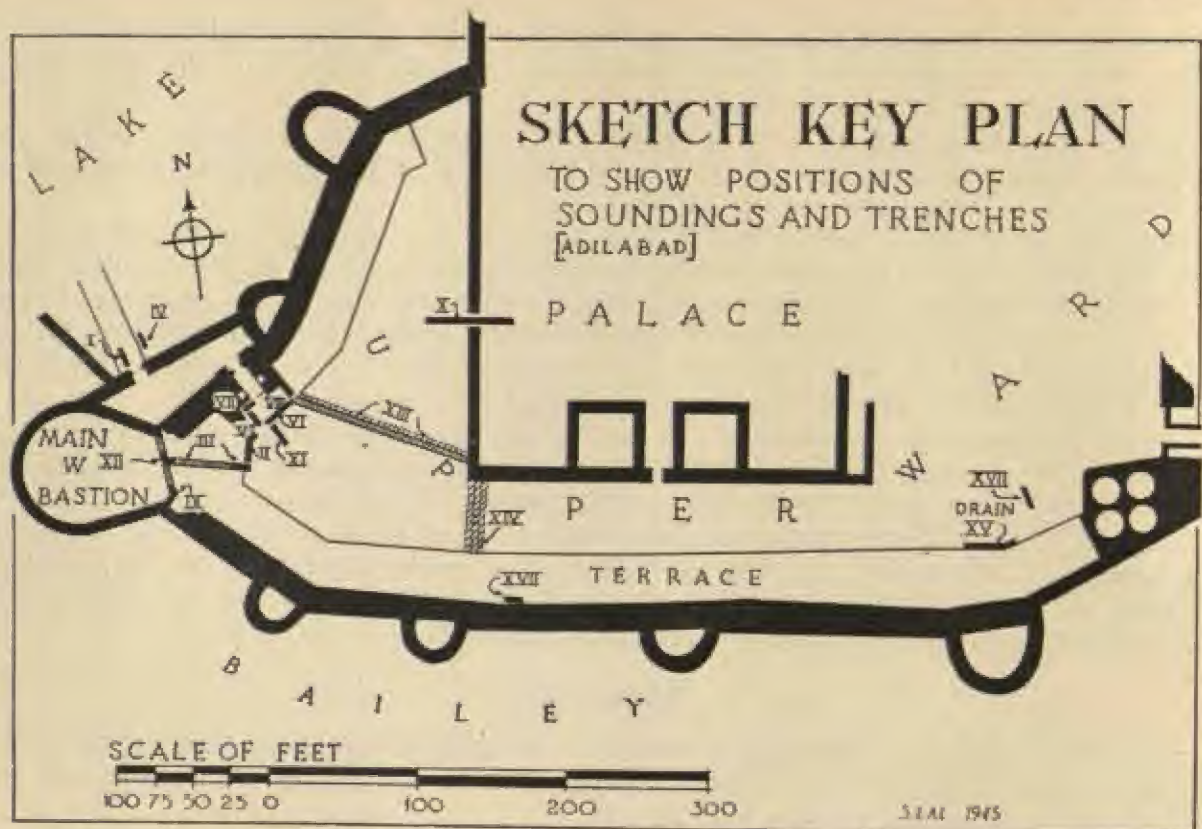 SKETCH KEY PLAN
TO SHOW POSITIONS OF
SOUNDINGS AND TRENCHES
[ADILABAD]
LAKE
N
PALACE
UPPER WARD
X
IV
I
XIII
VII
VI
V
III
II
XI
MAIN
W
BASTION
XII
IX
XIV
XVII
DRAIN
XV
XVII
TERRACE
BAILEY
SCALE OF FEET
100 75 50 25 0 100 200 300
1945